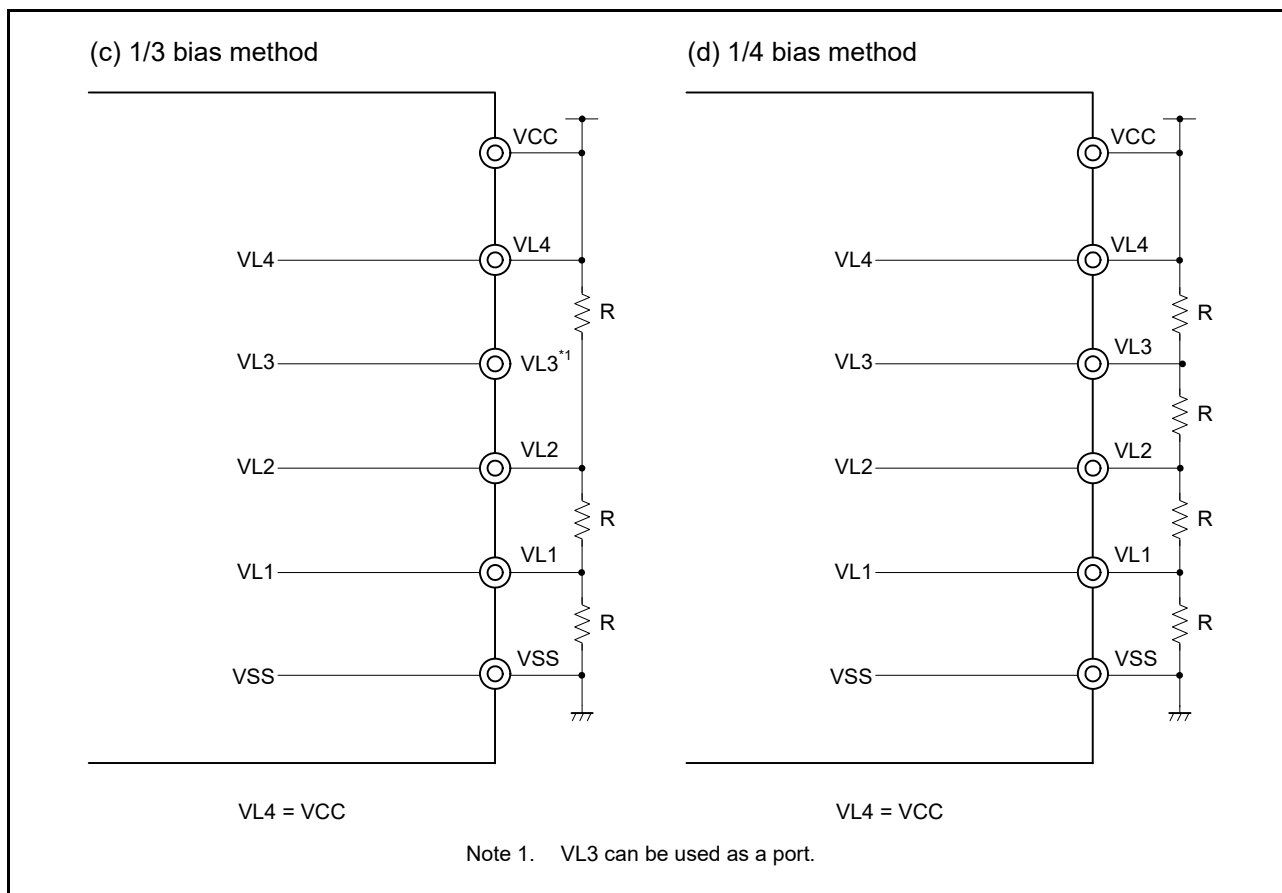 (c) 1/3 bias method
VCC
VL4 VL4
R
VL3 VL3*1
VL2 VL2
R
VL1 VL1
R
VSS VSS
VL4 = VCC
(d) 1/4 bias method
VCC
VL4 VL4
R
VL3 VL3
R
VL2 VL2
R
VL1 VL1
R
VSS VSS
VL4 = VCC
Note 1. VL3 can be used as a port.